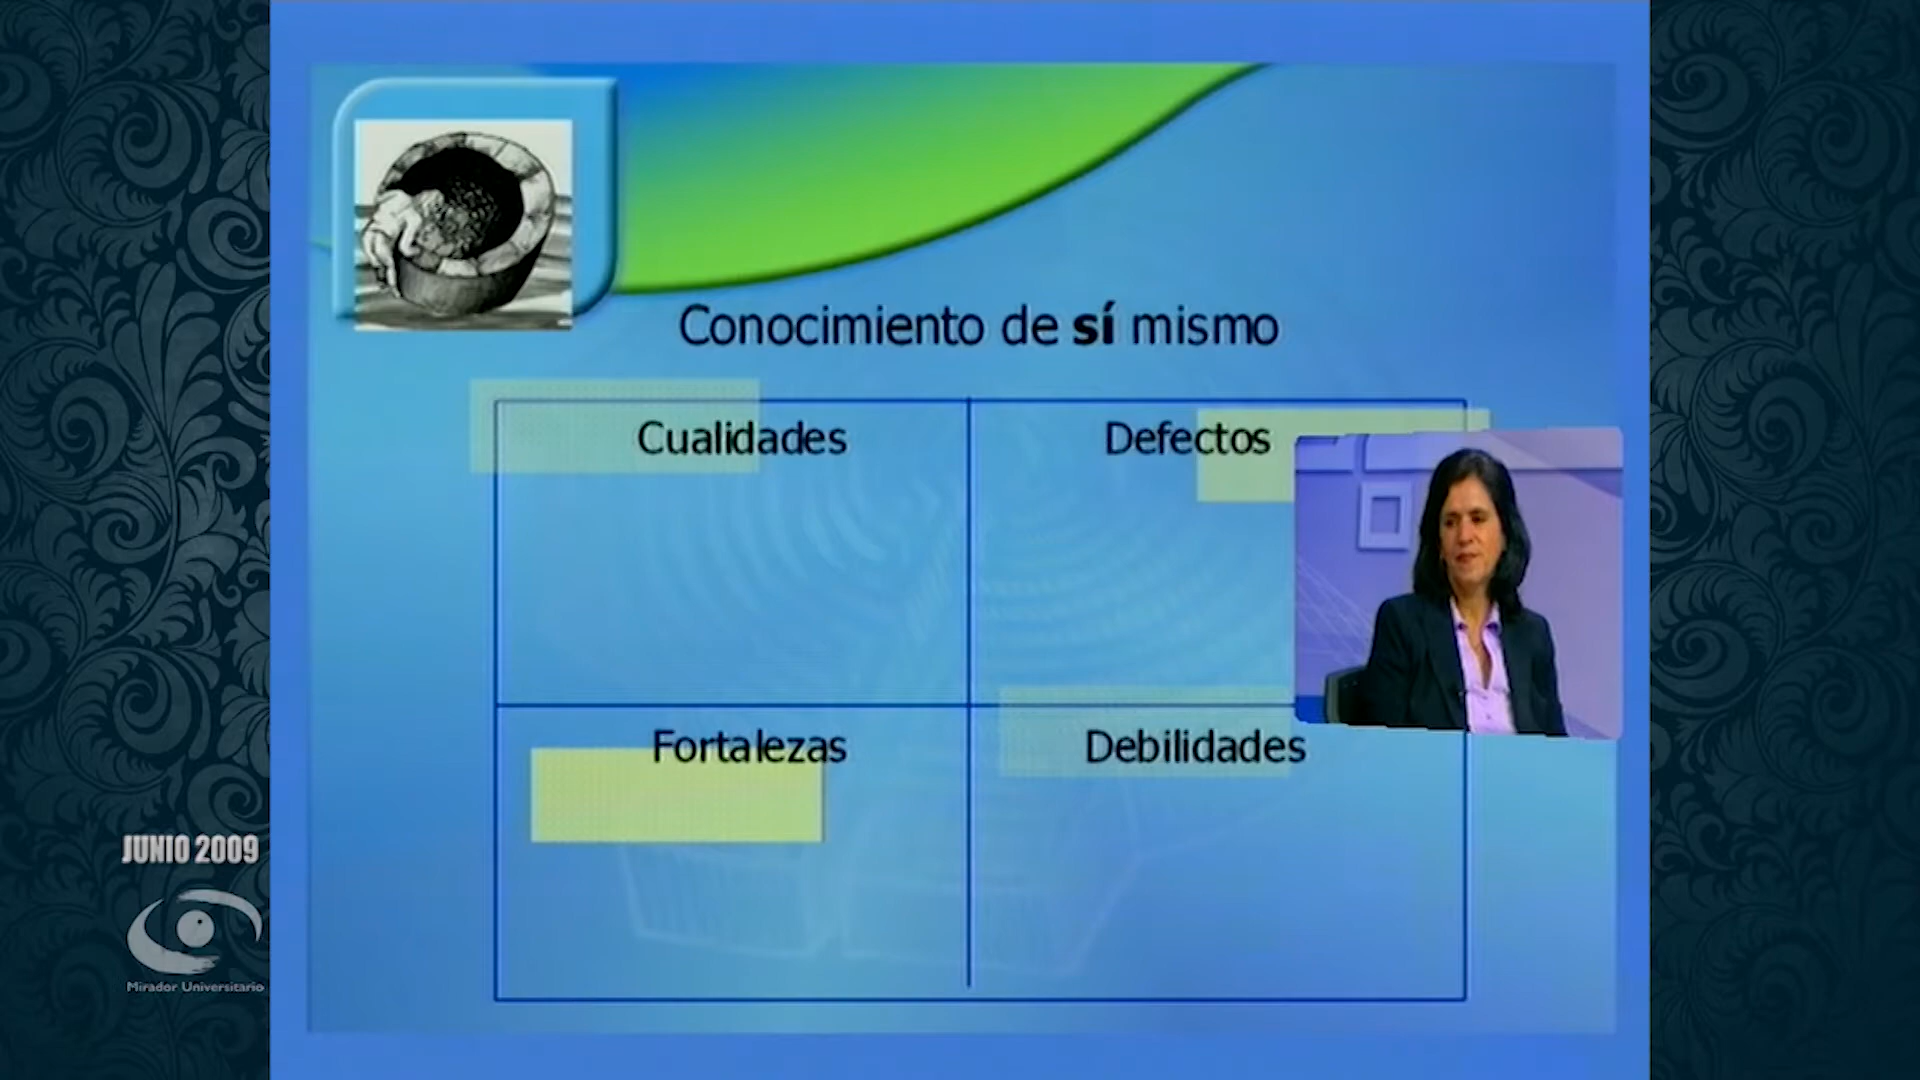 Conocimiento de sí mismo
Cualidades
Defectos
Fortalezas
Debilidades
JUNIO 2009
Mirador Universitario